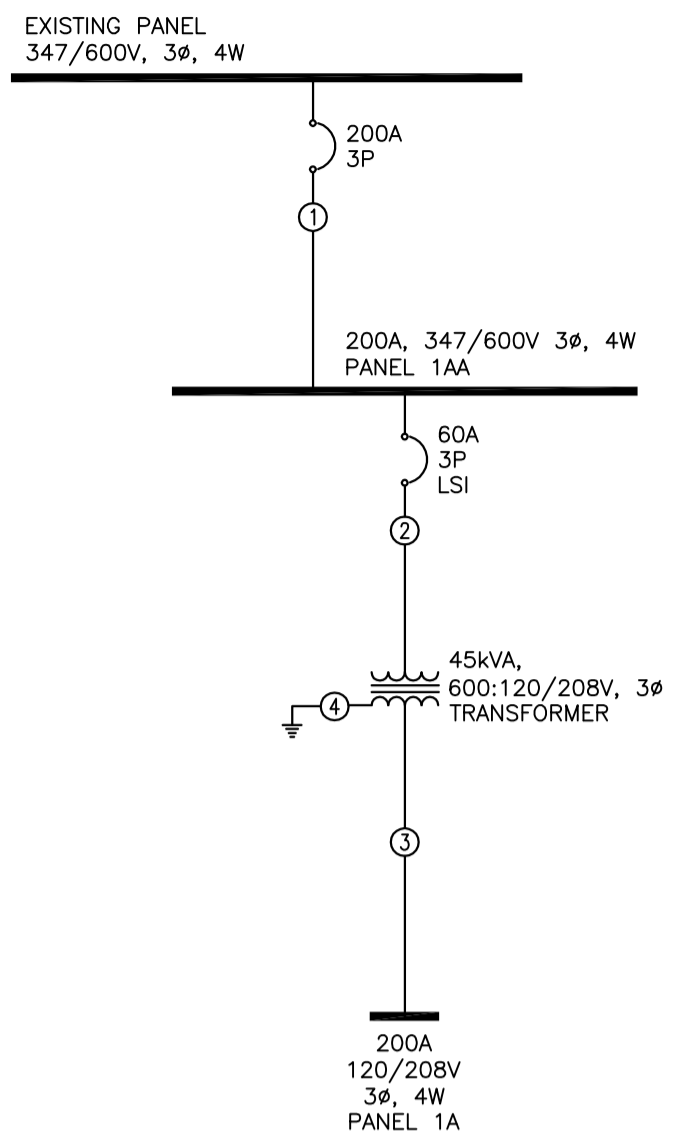 EXISTING PANEL
347/600V, 3ø, 4W
200A
3P
1
200A, 347/600V 3ø, 4W
PANEL 1AA
60A
3P
LSI
2
45kVA,
600:120/208V, 3ø
TRANSFORMER
4
3
200A
120/208V
3ø, 4W
PANEL 1A